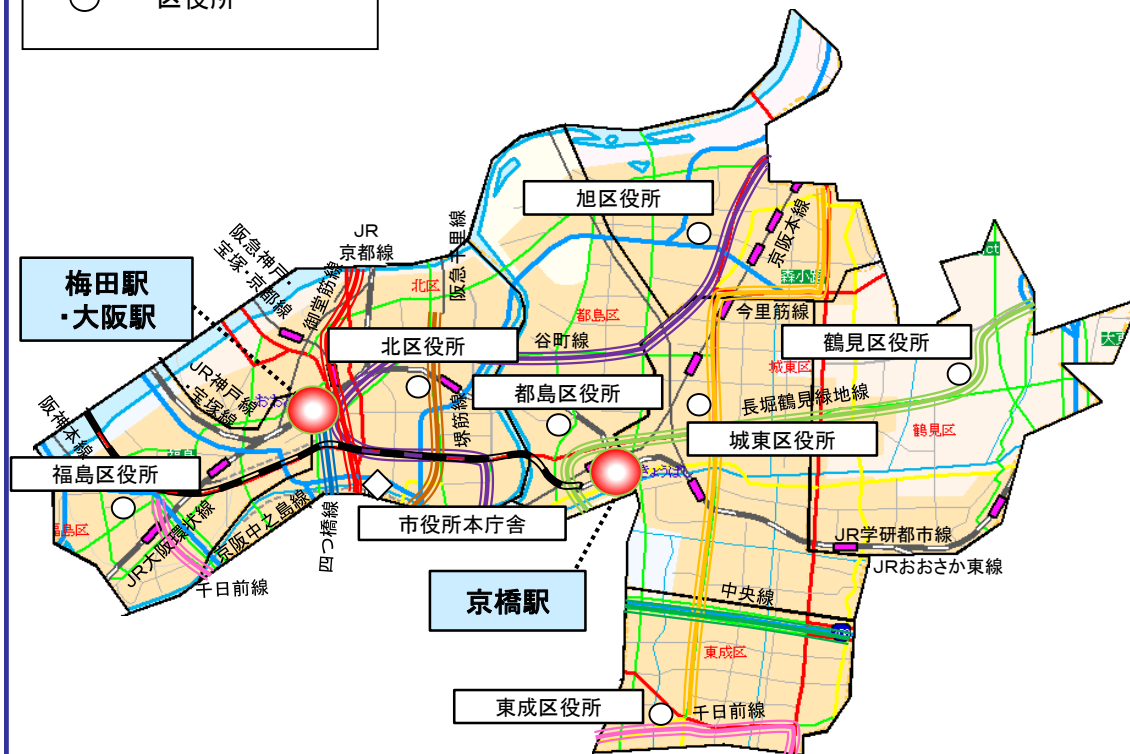 区役所
旭区役所
阪急千里線
京阪本線
JR
京都線
阪急神戸・
宝塚・京都線
御堂筋線
北区
梅田駅
・大阪駅
都島区
今里筋線
谷町線
北区役所
鶴見区役所
城東区
JR神戸線
・宝塚線
都島区役所
長堀鶴見緑地線
堺筋線
阪神本線
城東区役所
鶴見区
福島区役所
市役所本庁舎
福島区
JR大阪環状線
京阪中之島線
四つ橋線
JR学研都市線
JRおおさか東線
千日前線
京橋駅
中央線
東成区
東成区役所
千日前線